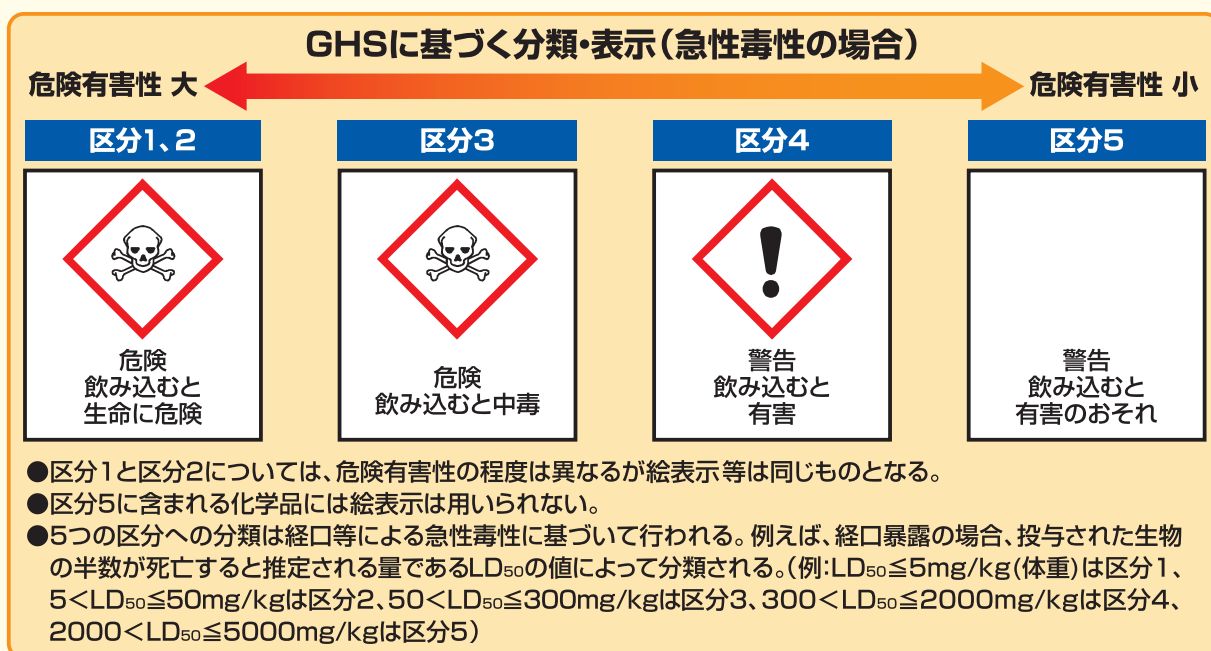 GHSに基づく分類・表示（急性毒性の場合）
危険有害性 大
危険有害性 小
区分1、2
区分3
区分4
区分5
危険
飲み込むと
生命に危険
危険
飲み込むと中毒
警告
飲み込むと
有害
警告
飲み込むと
有害のおそれ
●区分1と区分2については、危険有害性の程度は異なるが絵表示等は同じものとなる。
●区分5に含まれる化学品には絵表示は用いられない。
●5つの区分への分類は経口等による急性毒性に基づいて行われる。例えば、経口暴露の場合、投与された生物
の半数が死亡すると推定される量であるLD₅₀の値によって分類される。（例：LD₅₀≦5mg/kg(体重)は区分1、
5＜LD₅₀≦50mg/kgは区分2、50＜LD₅₀≦300mg/kgは区分3、300＜LD₅₀≦2000mg/kgは区分4、
2000＜LD₅₀≦5000mg/kgは区分5）